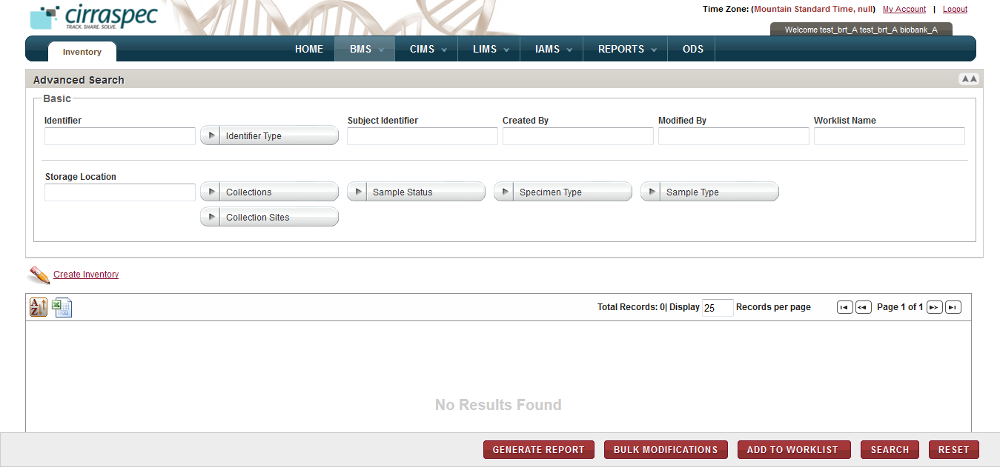 cirraspec
TRACK. SHARE. SOLVE.
Time Zone: (Mountain Standard Time, null) My Account | Logout
Welcome test_brt_A test_brt_A biobank_A
Inventory
HOME BMS CIMS LIMS IAMS REPORTS ODS
Advanced Search
Basic
Identifier Subject Identifier Created By Modified By Worklist Name
Identifier Type
Storage Location
Collections Sample Status Specimen Type Sample Type
Collection Sites
Create Inventory
A Z Total Records: 0| Display 25 Records per page Page 1 of 1
No Results Found
GENERATE REPORT BULK MODIFICATIONS ADD TO WORKLIST SEARCH RESET